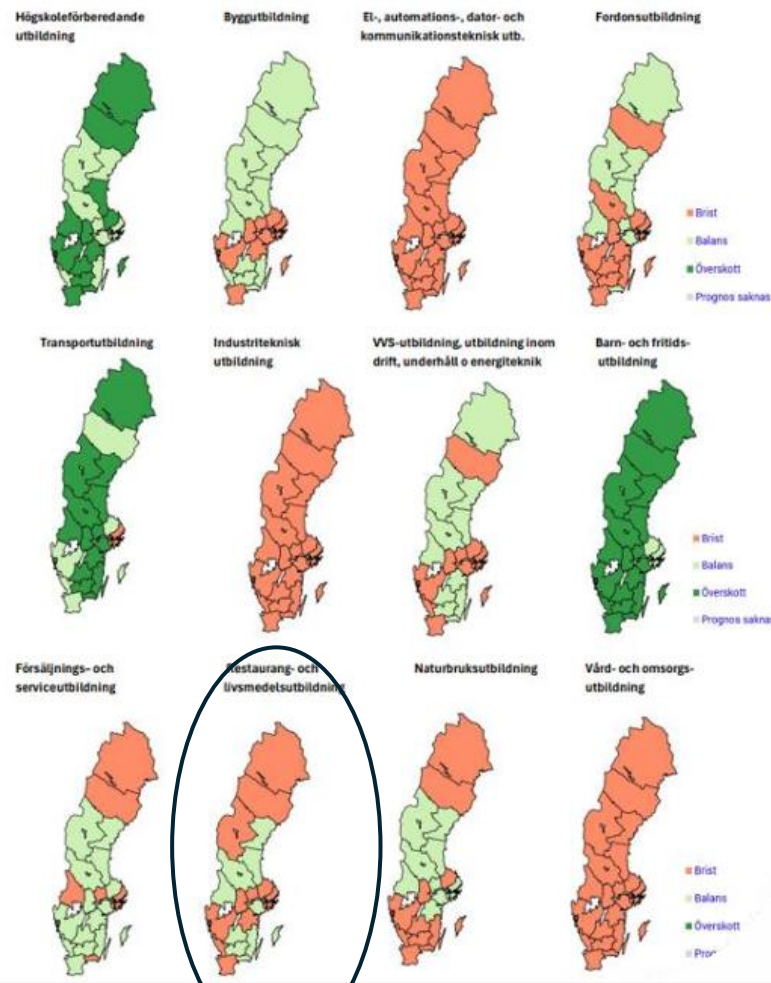 Högskoleförberedande
utbildning
Byggutbildning
El-, automations-, dator- och
kommunikationsteknisk utb.
Fordonsutbildning
Brist
Balans
Överskott
Prognos saknas
Transportutbildning
Industriteknisk
utbildning
VVS-utbildning, utbildning inom
drift, underhåll o energiteknik
Barn- och fritids-
utbildning
Brist
Balans
Överskott
Prognos saknas
Försäljnings- och
serviceutbildning
Restaurang- och
livsmedelsutbildning
Naturbruksutbildning
Vård- och omsorgs-
utbildning
Brist
Balans
Överskott